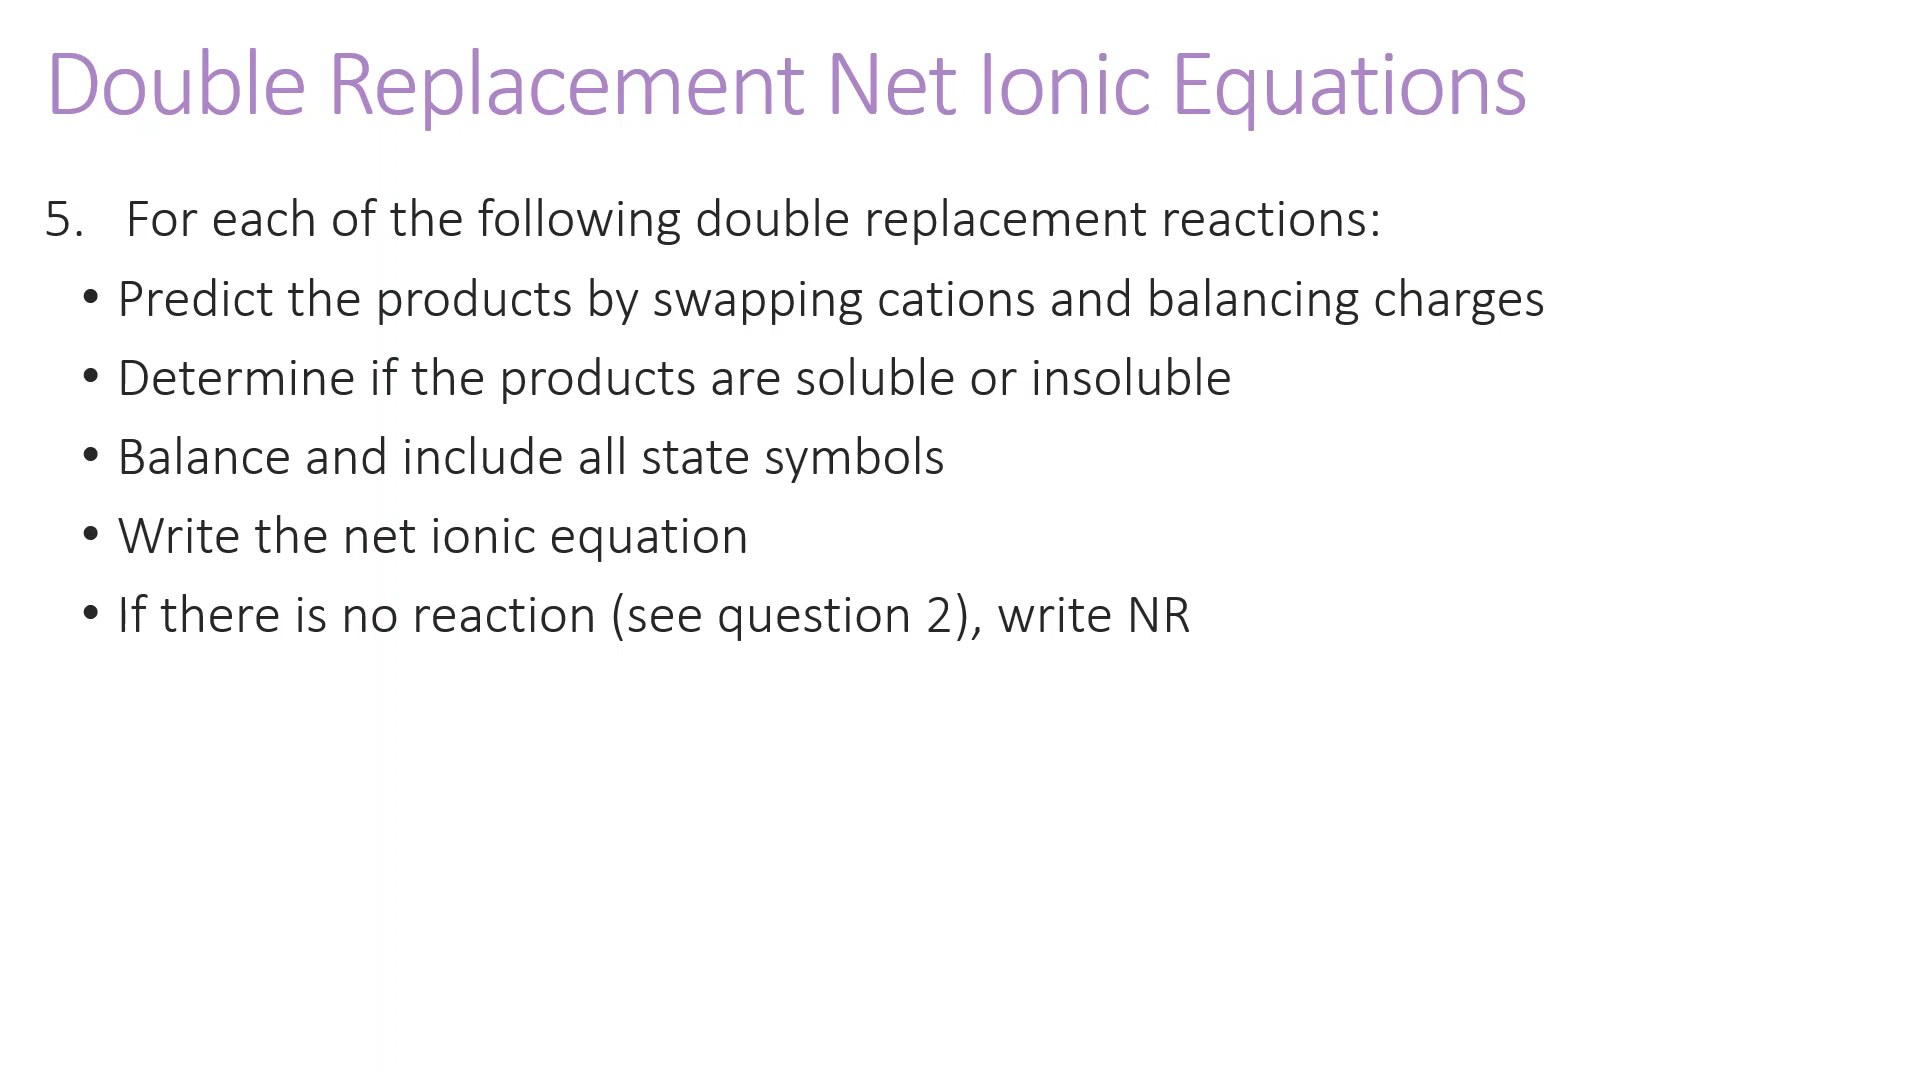 Double Replacement Net Ionic Equations
5. For each of the following double replacement reactions:
• Predict the products by swapping cations and balancing charges
• Determine if the products are soluble or insoluble
• Balance and include all state symbols
• Write the net ionic equation
• If there is no reaction (see question 2), write NR